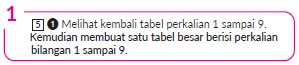 1
5 1 Melihat kembali tabel perkalian 1 sampai 9.
Kemudian membuat satu tabel besar berisi perkalian
bilangan 1 sampai 9.